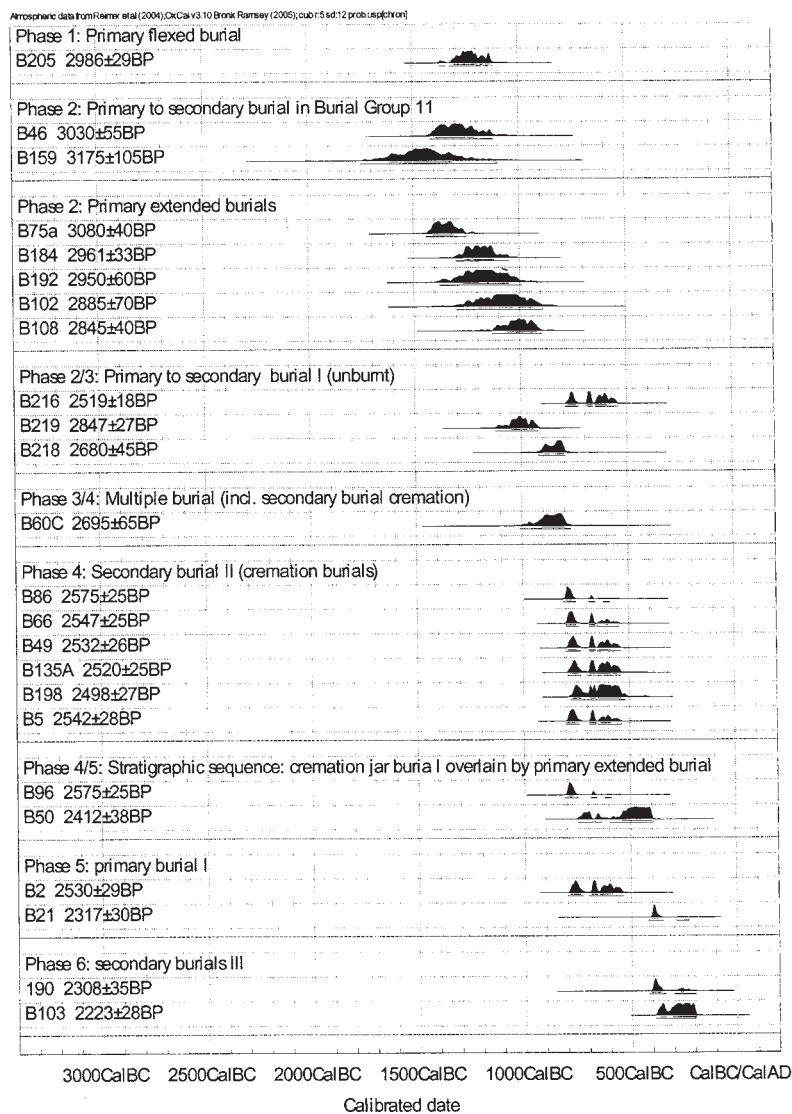 Atmospheric data from Reimer et al (2004);OxCal v3.10 Bronk Ramsey (2005); cub r:5 sd:12 prob usp[chron]
Phase 1: Primary flexed burial
B205 2986±29BP
Phase 2: Primary to secondary burial in Burial Group 11
B46 3030±55BP
B159 3175±105BP
Phase 2: Primary extended burials
B75a 3080±40BP
B184 2961±33BP
B192 2950±60BP
B102 2885±70BP
B108 2845±40BP
Phase 2/3: Primary to secondary burial I (unburnt)
B216 2519±18BP
B219 2847±27BP
B218 2680±45BP
Phase 3/4: Multiple burial (incl. secondary burial cremation)
B60C 2695±65BP
Phase 4: Secondary burial II (cremation burials)
B86 2575±25BP
B66 2547±25BP
B49 2532±26BP
B135A 2520±25BP
B198 2498±27BP
B5 2542±28BP
Phase 4/5: Stratigraphic sequence: cremation jar buria l overlain by primary extended burial
B96 2575±25BP
B50 2412±38BP
Phase 5: primary burial I
B2 2530±29BP
B21 2317±30BP
Phase 6: secondary burials III
190 2308±35BP
B103 2223±28BP
3000CalBC 2500CalBC 2000CalBC 1500CalBC 1000CalBC 500CalBC CalBC/CalAD
Calibrated date